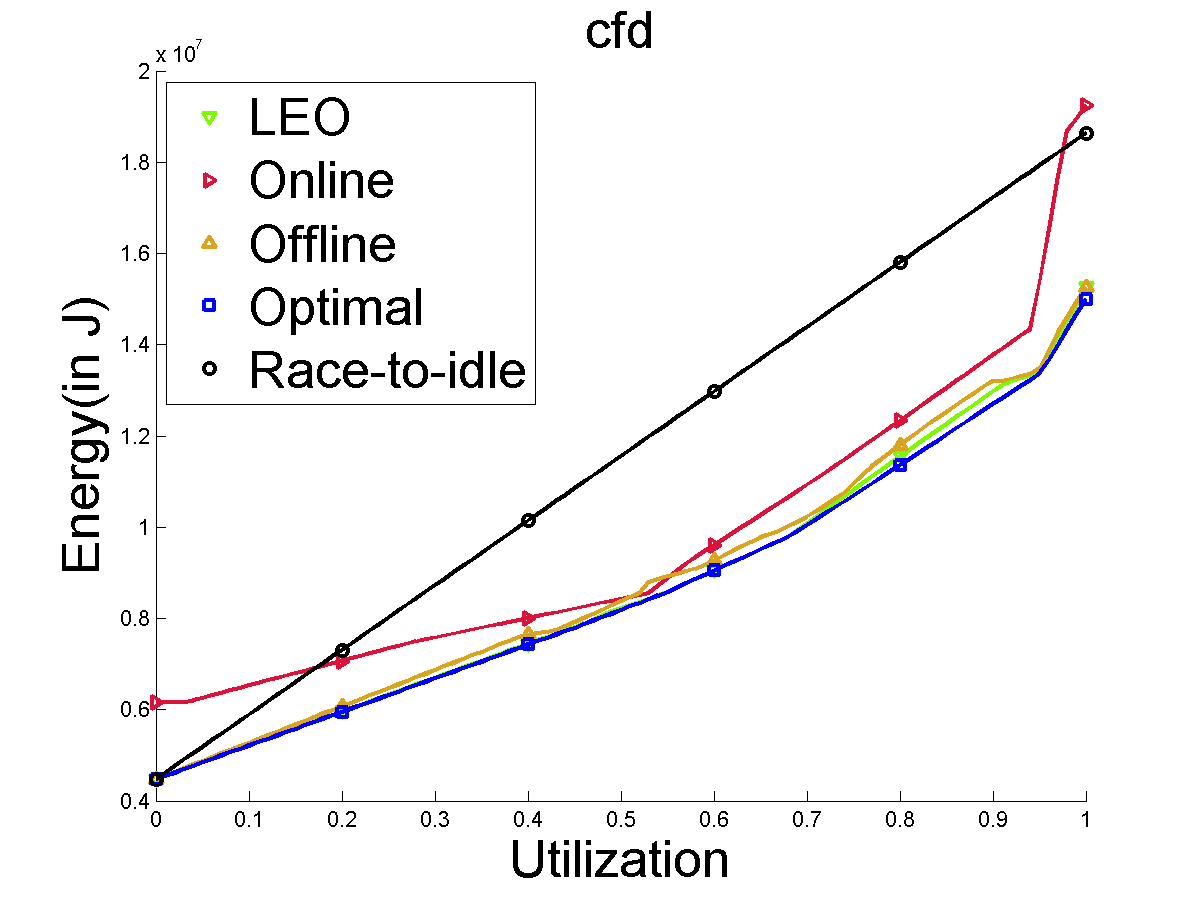 cfd
x 10^7
2
1.8
1.6
1.4
1.2
1
0.8
0.6
0.4
Energy(in J)
LEO
Online
Offline
Optimal
Race-to-idle
0 0.1 0.2 0.3 0.4 0.5 0.6 0.7 0.8 0.9 1
Utilization